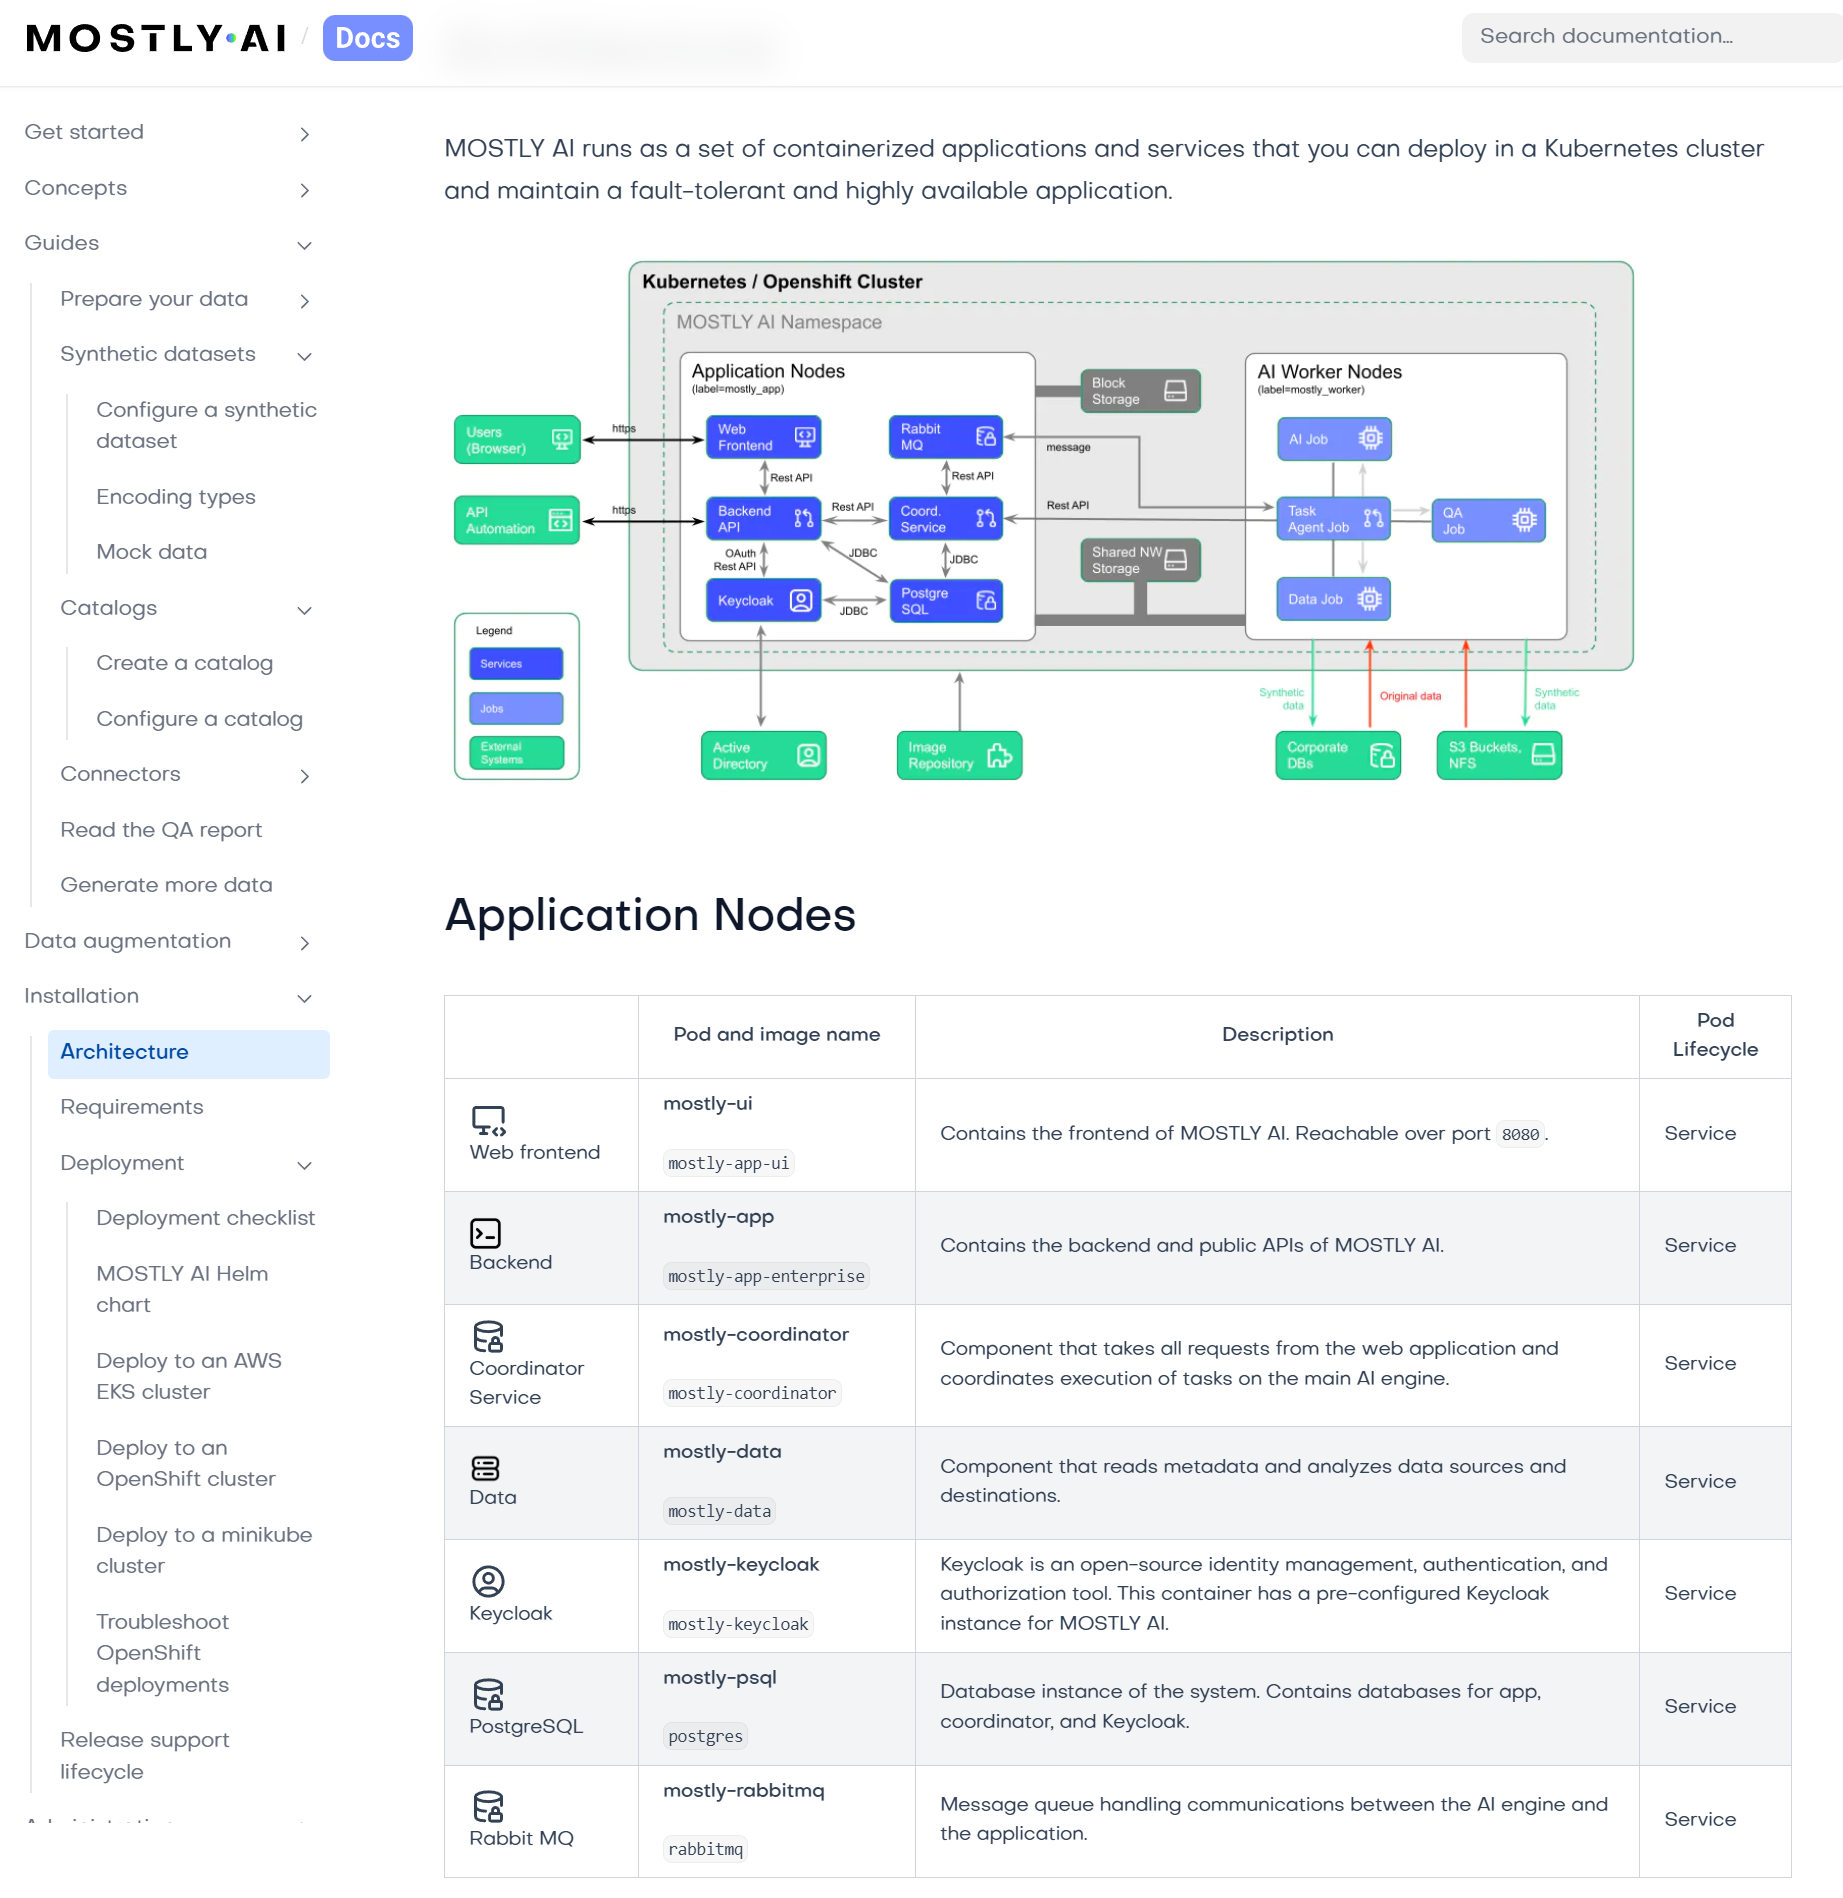 MOSTLY·AI / Docs
Search documentation...
Get started
Concepts
Guides
Prepare your data
Synthetic datasets
Configure a synthetic
dataset
Encoding types
Mock data
Catalogs
Create a catalog
Configure a catalog
Connectors
Read the QA report
Generate more data
Data augmentation
Installation
Architecture
Requirements
Deployment
Deployment checklist
MOSTLY AI Helm
chart
Deploy to an AWS
EKS cluster
Deploy to an
OpenShift cluster
Deploy to a minikube
cluster
Troubleshoot
OpenShift
deployments
Release support
lifecycle
MOSTLY AI runs as a set of containerized applications and services that you can deploy in a Kubernetes cluster
and maintain a fault-tolerant and highly available application.
Kubernetes / Openshift Cluster
MOSTLY AI Namespace
Application Nodes
(label=mostly_app)
AI Worker Nodes
(label=mostly_worker)
Block
Storage
Users
(Browser)
https
Web
Frontend
Rabbit
MQ
message
AI Job
Rest API
Rest API
API
Automation
https
Backend
API
Rest API
Coord.
Service
Rest API
Task
Agent Job
QA
Job
OAuth
Rest API
JDBC
JDBC
Shared NW
Storage
Keycloak
JDBC
Postgre
SQL
Data Job
Legend
Services
Jobs
External
Systems
Synthetic
data
Original data
Synthetic
data
Active
Directory
Image
Repository
Corporate
DBs
S3 Buckets,
NFS
Application Nodes
Pod and image name
Description
Pod
Lifecycle
Web frontend
mostly-ui
mostly-app-ui
Contains the frontend of MOSTLY AI. Reachable over port 8080.
Service
Backend
mostly-app
mostly-app-enterprise
Contains the backend and public APIs of MOSTLY AI.
Service
Coordinator
Service
mostly-coordinator
mostly-coordinator
Component that takes all requests from the web application and
coordinates execution of tasks on the main AI engine.
Service
Data
mostly-data
mostly-data
Component that reads metadata and analyzes data sources and
destinations.
Service
Keycloak
mostly-keycloak
mostly-keycloak
Keycloak is an open-source identity management, authentication, and
authorization tool. This container has a pre-configured Keycloak
instance for MOSTLY AI.
Service
PostgreSQL
mostly-psql
postgres
Database instance of the system. Contains databases for app,
coordinator, and Keycloak.
Service
Rabbit MQ
mostly-rabbitmq
rabbitmq
Message queue handling communications between the AI engine and
the application.
Service